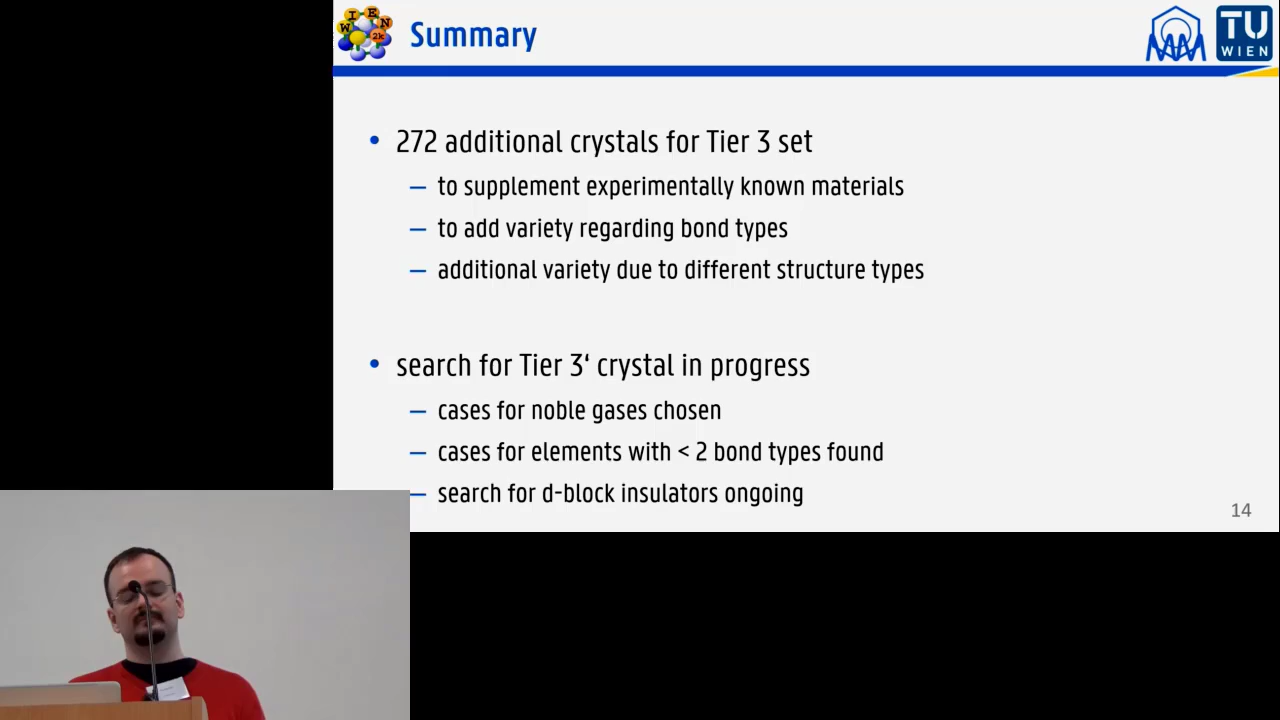 WIEN
2k
Summary
TU
WIEN
• 272 additional crystals for Tier 3 set
– to supplement experimentally known materials
– to add variety regarding bond types
– additional variety due to different structure types
• search for Tier 3‘ crystal in progress
– cases for noble gases chosen
– cases for elements with < 2 bond types found
– search for d-block insulators ongoing
14